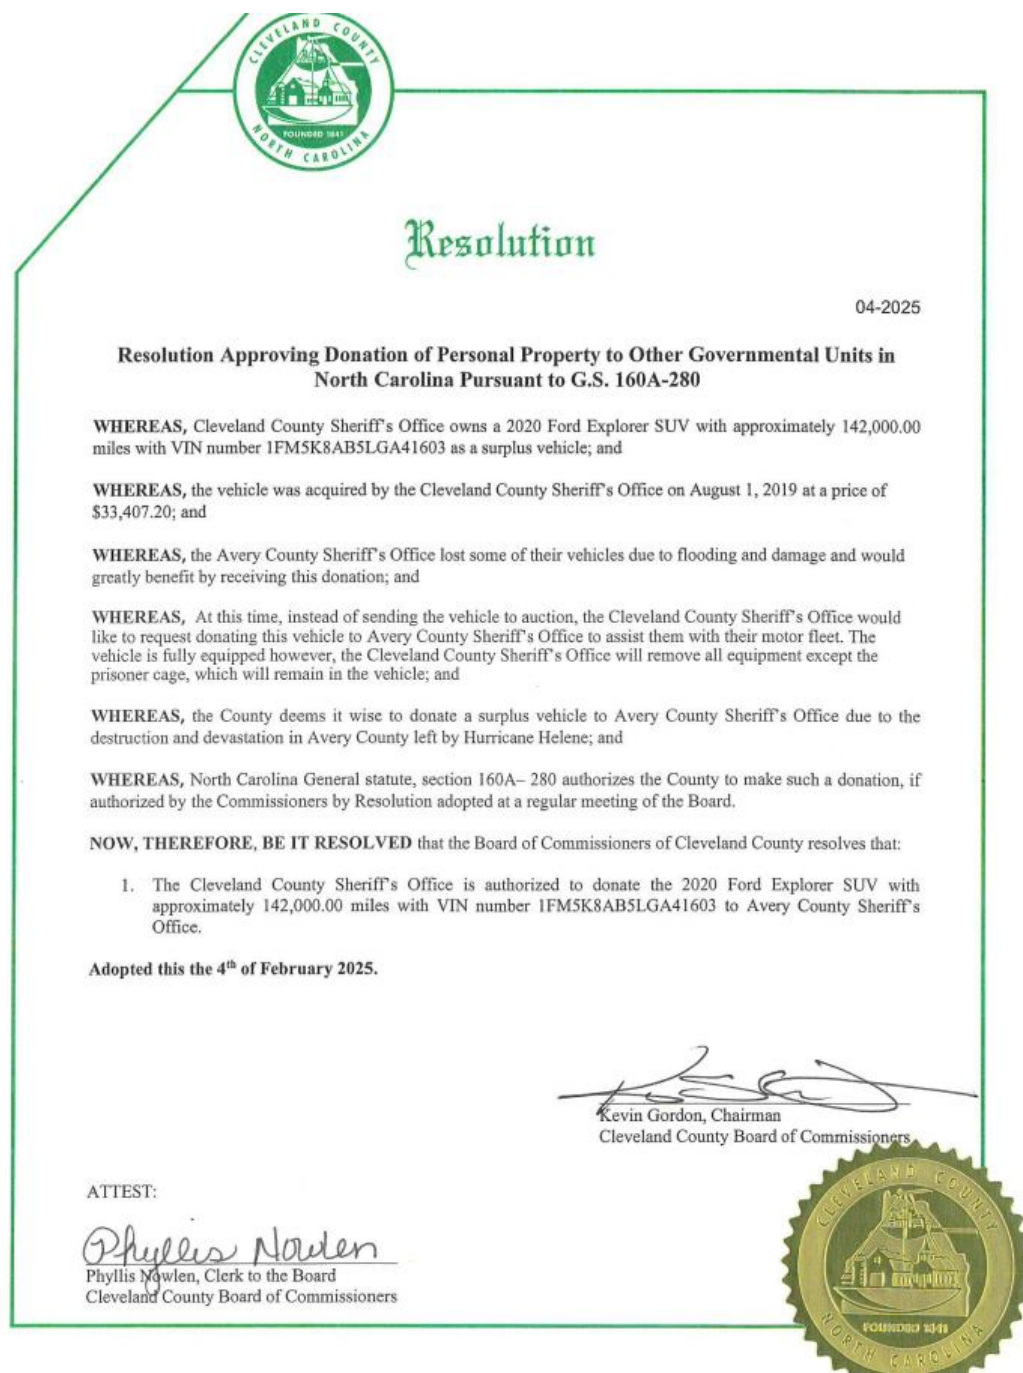 CLEVELAND COUNTY
FOUNDED 1841
NORTH CAROLINA
Resolution
04-2025
Resolution Approving Donation of Personal Property to Other Governmental Units in
North Carolina Pursuant to G.S. 160A-280
WHEREAS, Cleveland County Sheriff's Office owns a 2020 Ford Explorer SUV with approximately 142,000.00
miles with VIN number 1FM5K8AB5LGA41603 as a surplus vehicle; and
WHEREAS, the vehicle was acquired by the Cleveland County Sheriff's Office on August 1, 2019 at a price of
$33,407.20; and
WHEREAS, the Avery County Sheriff's Office lost some of their vehicles due to flooding and damage and would
greatly benefit by receiving this donation; and
WHEREAS, At this time, instead of sending the vehicle to auction, the Cleveland County Sheriff's Office would
like to request donating this vehicle to Avery County Sheriff's Office to assist them with their motor fleet. The
vehicle is fully equipped however, the Cleveland County Sheriff's Office will remove all equipment except the
prisoner cage, which will remain in the vehicle; and
WHEREAS, the County deems it wise to donate a surplus vehicle to Avery County Sheriff's Office due to the
destruction and devastation in Avery County left by Hurricane Helene; and
WHEREAS, North Carolina General statute, section 160A– 280 authorizes the County to make such a donation, if
authorized by the Commissioners by Resolution adopted at a regular meeting of the Board.
NOW, THEREFORE, BE IT RESOLVED that the Board of Commissioners of Cleveland County resolves that:
1. The Cleveland County Sheriff's Office is authorized to donate the 2020 Ford Explorer SUV with
approximately 142,000.00 miles with VIN number 1FM5K8AB5LGA41603 to Avery County Sheriff's
Office.
Adopted this the 4th of February 2025.
Kevin Gordon, Chairman
Cleveland County Board of Commissioners
ATTEST:
Phyllis Nowlen
Phyllis Nowlen, Clerk to the Board
Cleveland County Board of Commissioners
CLEVELAND COUNTY
FOUNDED 1841
NORTH CAROLINA